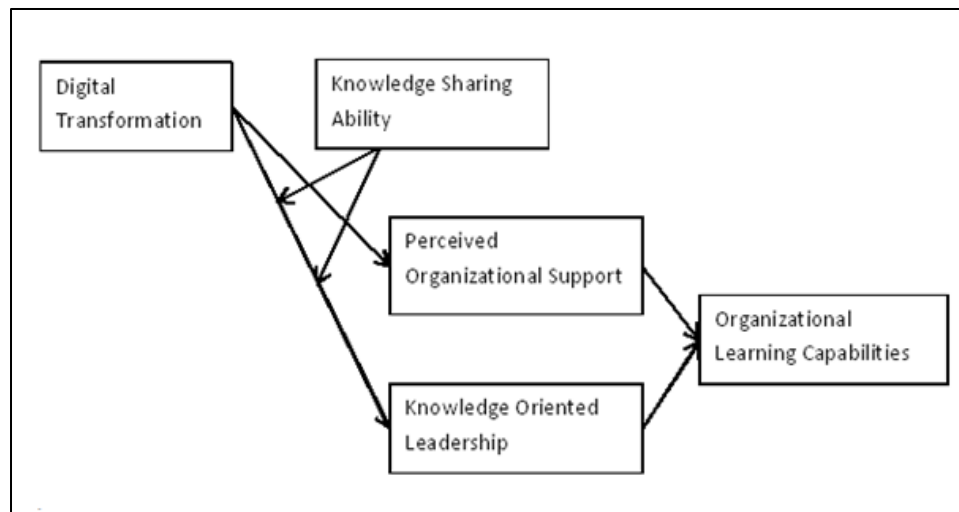 Digital
Transformation
Knowledge Sharing
Ability
Perceived
Organizational Support
Organizational
Learning Capabilities
Knowledge Oriented
Leadership